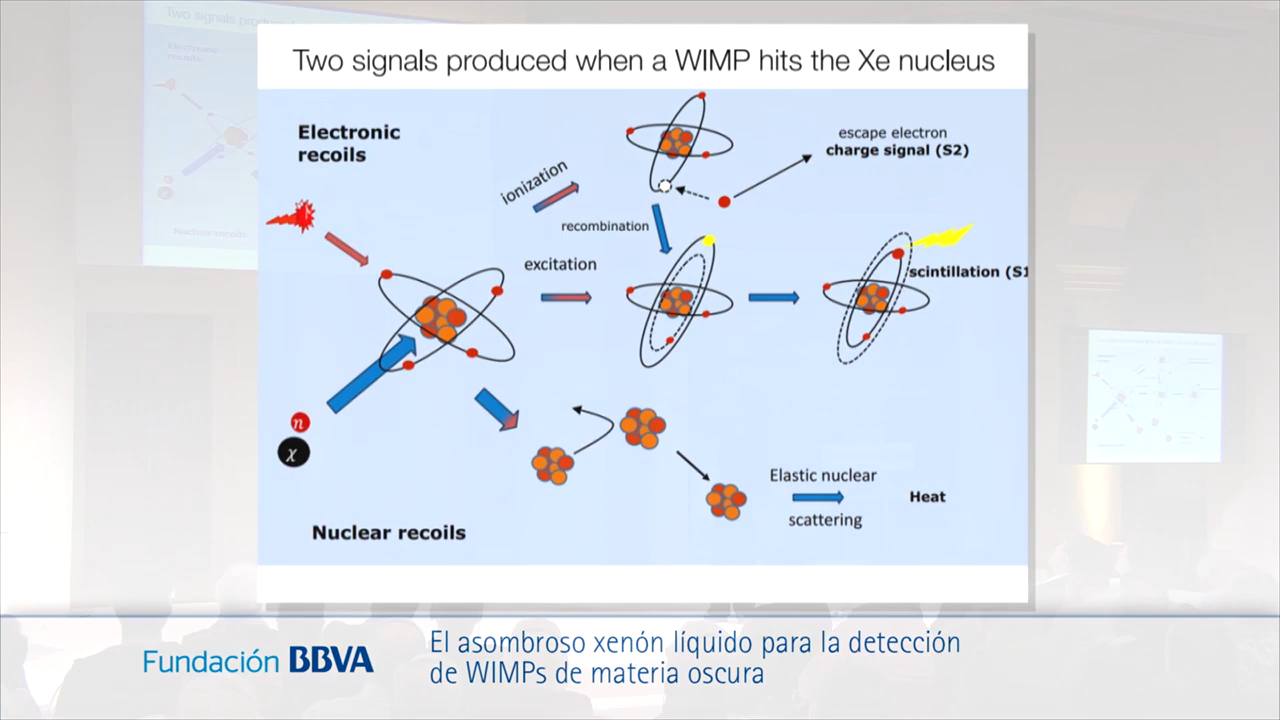 Two signals produced when a WIMP hits the Xe nucleus
Electronic
recoils
ionization
escape electron
charge signal (S2)
recombination
excitation
scintillation (S1
n
χ
Elastic nuclear
scattering
Heat
Nuclear recoils
Fundación BBVA
El asombroso xenón líquido para la detección
de WIMPs de materia oscura